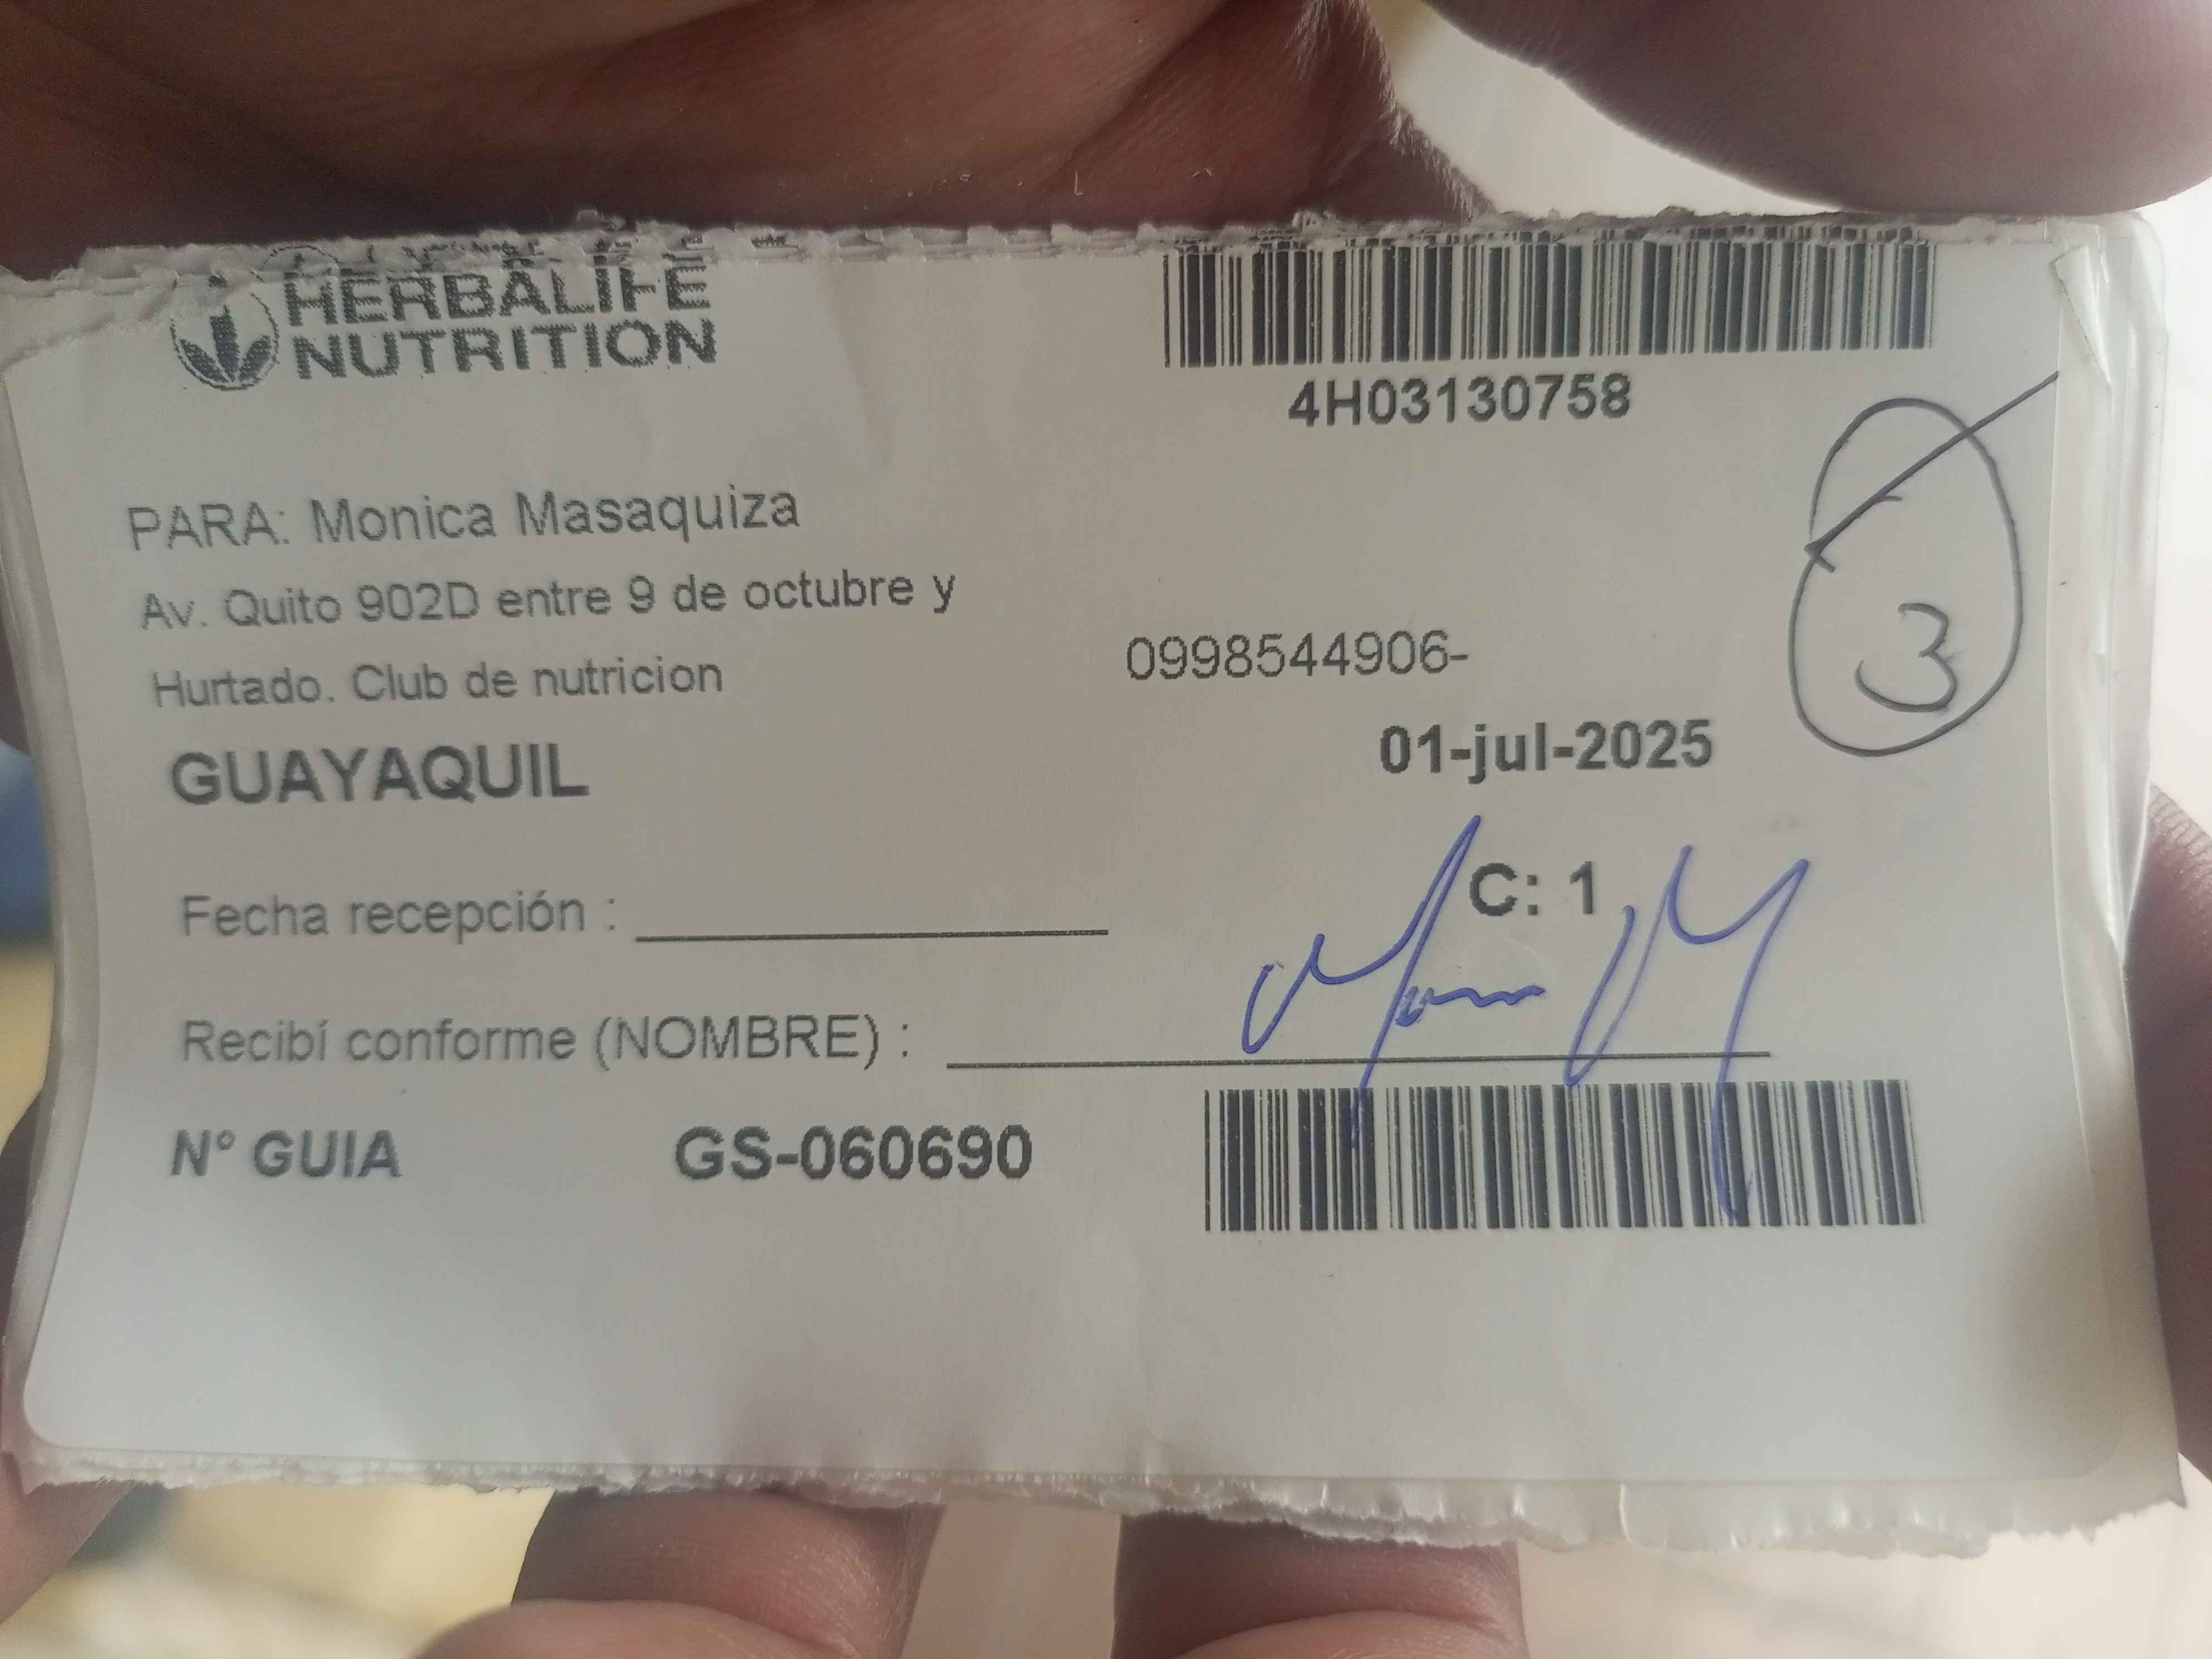 HERBALIFE
NUTRITION
4H03130758
PARA: Monica Masaquiza
Av. Quito 902D entre 9 de octubre y
Hurtado. Club de nutricion
0998544906-
GUAYAQUIL
01-jul-2025
3
C: 1
Fecha recepción :
Recibí conforme (NOMBRE) :
N° GUIA GS-060690